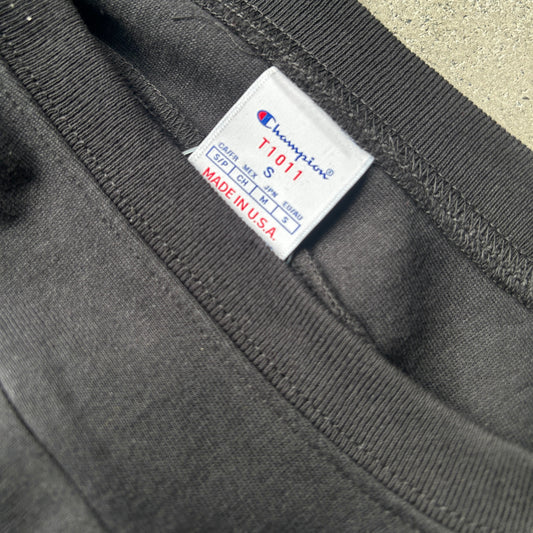 Champion®
T1011
S
CA/FR MEX JPN EU/AU
S/P CH M S
MADE IN U.S.A.